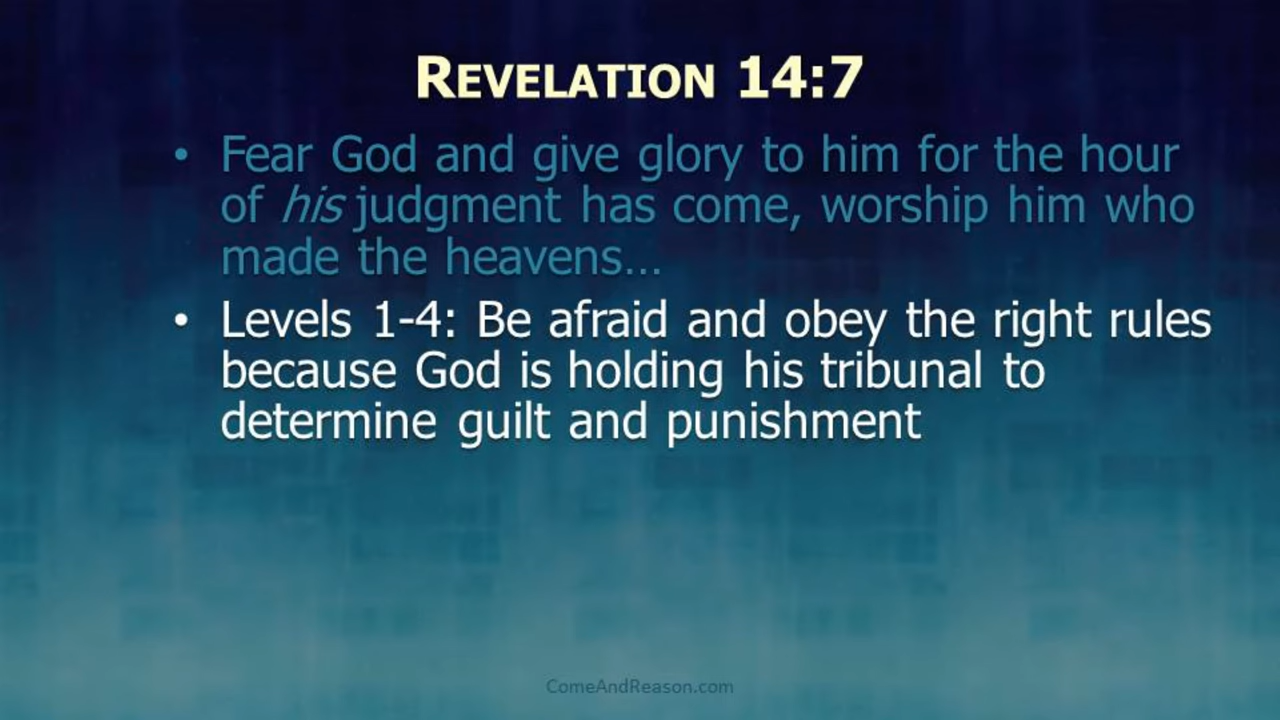 REVELATION 14:7
• Fear God and give glory to him for the hour
of his judgment has come, worship him who
made the heavens…
• Levels 1-4: Be afraid and obey the right rules
because God is holding his tribunal to
determine guilt and punishment
ComeAndReason.com